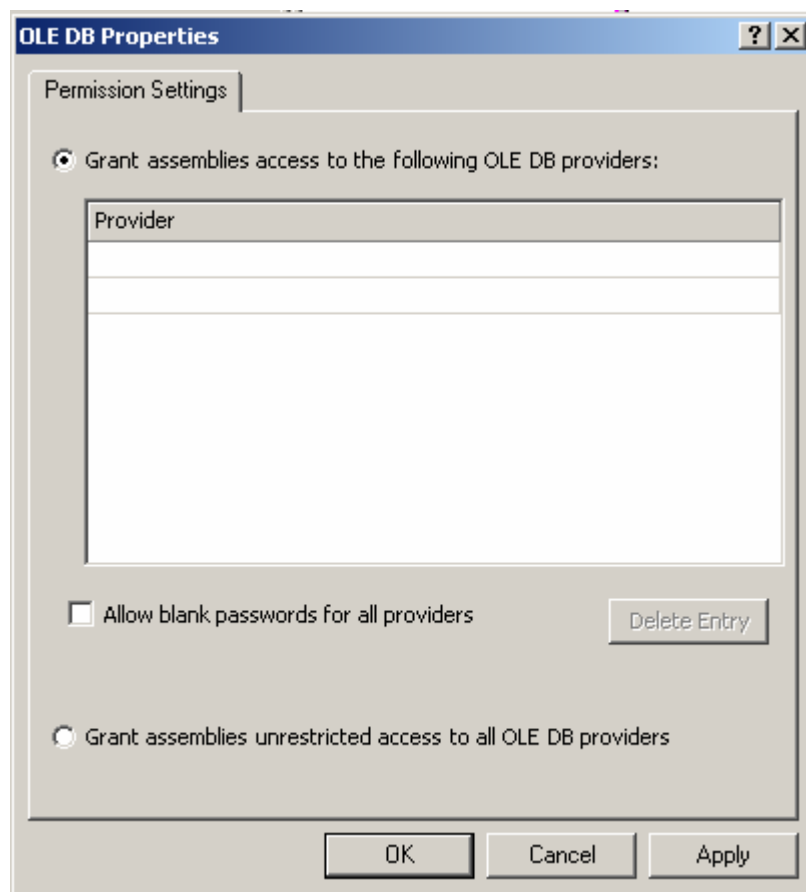 OLE DB Properties
Permission Settings
Grant assemblies access to the following OLE DB providers:
Provider
Allow blank passwords for all providers
Delete Entry
Grant assemblies unrestricted access to all OLE DB providers
OK Cancel Apply